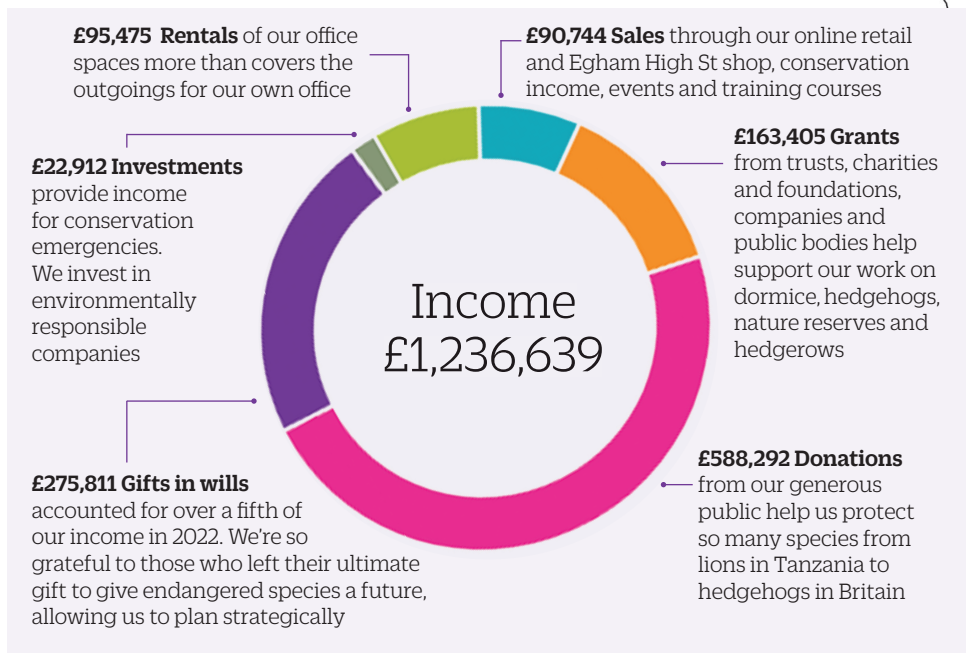 £95,475 Rentals of our office
spaces more than covers the
outgoings for our own office
£90,744 Sales through our online retail
and Egham High St shop, conservation
income, events and training courses
£22,912 Investments
provide income
for conservation
emergencies.
We invest in
environmentally
responsible
companies
£163,405 Grants
from trusts, charities
and foundations,
companies and
public bodies help
support our work on
dormice, hedgehogs,
nature reserves and
hedgerows
Income
£1,236,639
£275,811 Gifts in wills
accounted for over a fifth of
our income in 2022. We're so
grateful to those who left their ultimate
gift to give endangered species a future,
allowing us to plan strategically
£588,292 Donations
from our generous
public help us protect
so many species from
lions in Tanzania to
hedgehogs in Britain